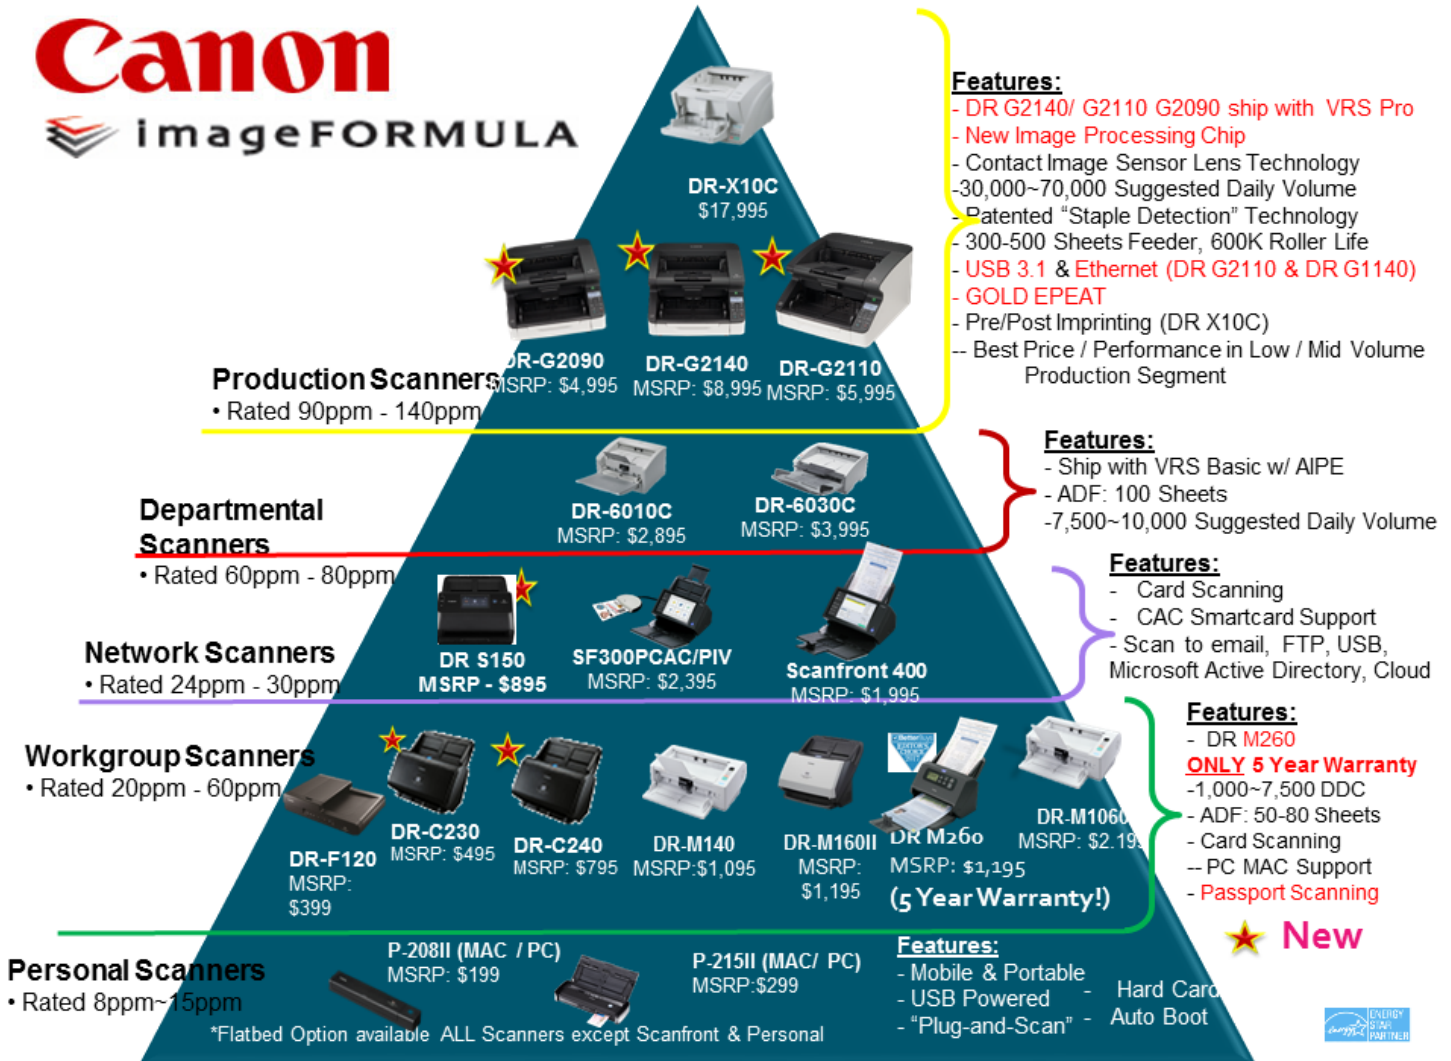 Canon
imageFORMULA
DR-X10C
$17,995
Features:
- DR G2140/ G2110 G2090 ship with VRS Pro
- New Image Processing Chip
- Contact Image Sensor Lens Technology
-30,000~70,000 Suggested Daily Volume
- Patented “Staple Detection” Technology
- 300-500 Sheets Feeder, 600K Roller Life
- USB 3.1 & Ethernet (DR G2110 & DR G1140)
- GOLD EPEAT
- Pre/Post Imprinting (DR X10C)
-- Best Price / Performance in Low / Mid Volume
Production Segment
DR-G2090
MSRP: $4,995
DR-G2140
MSRP: $8,995
DR-G2110
MSRP: $5,995
Production Scanners
• Rated 90ppm - 140ppm
Features:
- Ship with VRS Basic w/ AIPE
- ADF: 100 Sheets
-7,500~10,000 Suggested Daily Volume
DR-6010C
MSRP: $2,895
DR-6030C
MSRP: $3,995
Departmental
Scanners
• Rated 60ppm - 80ppm
Features:
- Card Scanning
- CAC Smartcard Support
- Scan to email, FTP, USB,
Microsoft Active Directory, Cloud
DR S150
MSRP - $895
SF300PCAC/PIV
MSRP: $2,395
Scanfront 400
MSRP: $1,995
Network Scanners
• Rated 24ppm - 30ppm
Features:
- DR M260
ONLY 5 Year Warranty
-1,000~7,500 DDC
- ADF: 50-80 Sheets
- Card Scanning
-- PC MAC Support
- Passport Scanning
Workgroup Scanners
• Rated 20ppm - 60ppm
DR-F120
MSRP:
$399
DR-C230
MSRP: $495
DR-C240
MSRP: $795
DR-M140
MSRP:$1,095
DR-M160II
MSRP:
$1,195
EDITOR'S
CHOICE
DR M260
MSRP: $1,195
(5 Year Warranty!)
DR-M1060
MSRP: $2.195
New
Personal Scanners
• Rated 8ppm~15ppm
P-208II (MAC / PC)
MSRP: $199
P-215II (MAC/ PC)
MSRP:$299
Features:
- Mobile & Portable
- USB Powered
- “Plug-and-Scan”
- Hard Card
- Auto Boot
*Flatbed Option available ALL Scanners except Scanfront & Personal
ENERGY
STAR
PARTNER